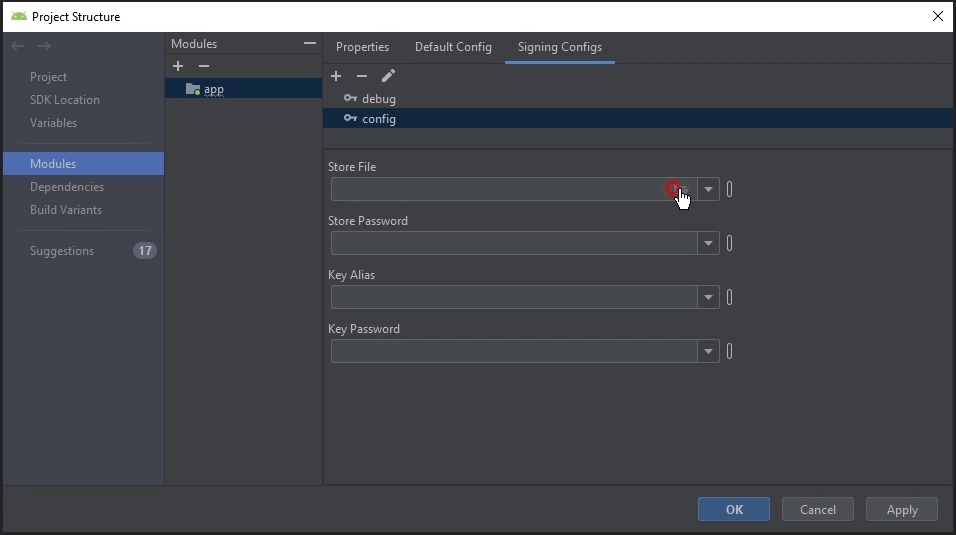 Project Structure
Project
SDK Location
Variables
Modules
Dependencies
Build Variants
Suggestions 17
Modules
app
Properties Default Config Signing Configs
debug
config
Store File
Store Password
Key Alias
Key Password
OK Cancel Apply